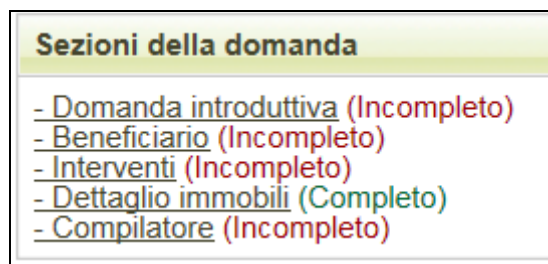 Sezioni della domanda
- Domanda introduttiva (Incompleto)
- Beneficiario (Incompleto)
- Interventi (Incompleto)
- Dettaglio immobili (Completo)
- Compilatore (Incompleto)